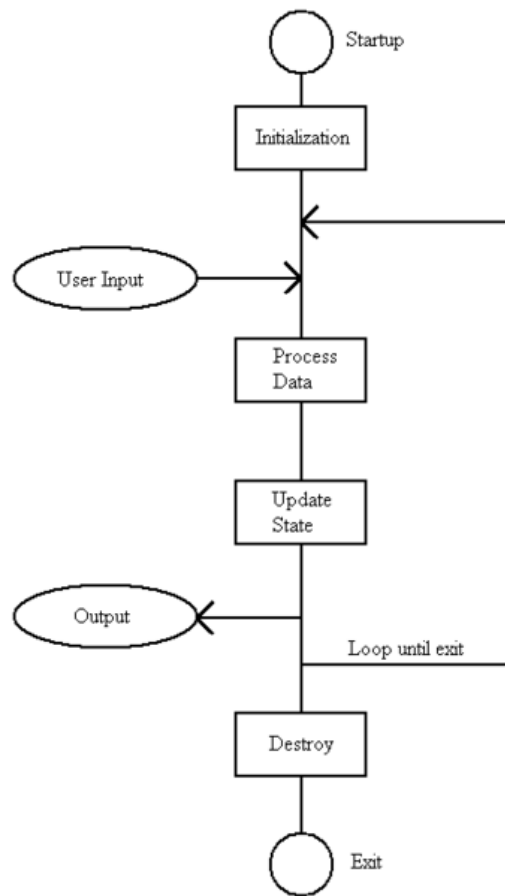 Startup
Initialization
User Input
Process
Data
Update
State
Output
Loop until exit
Destroy
Exit